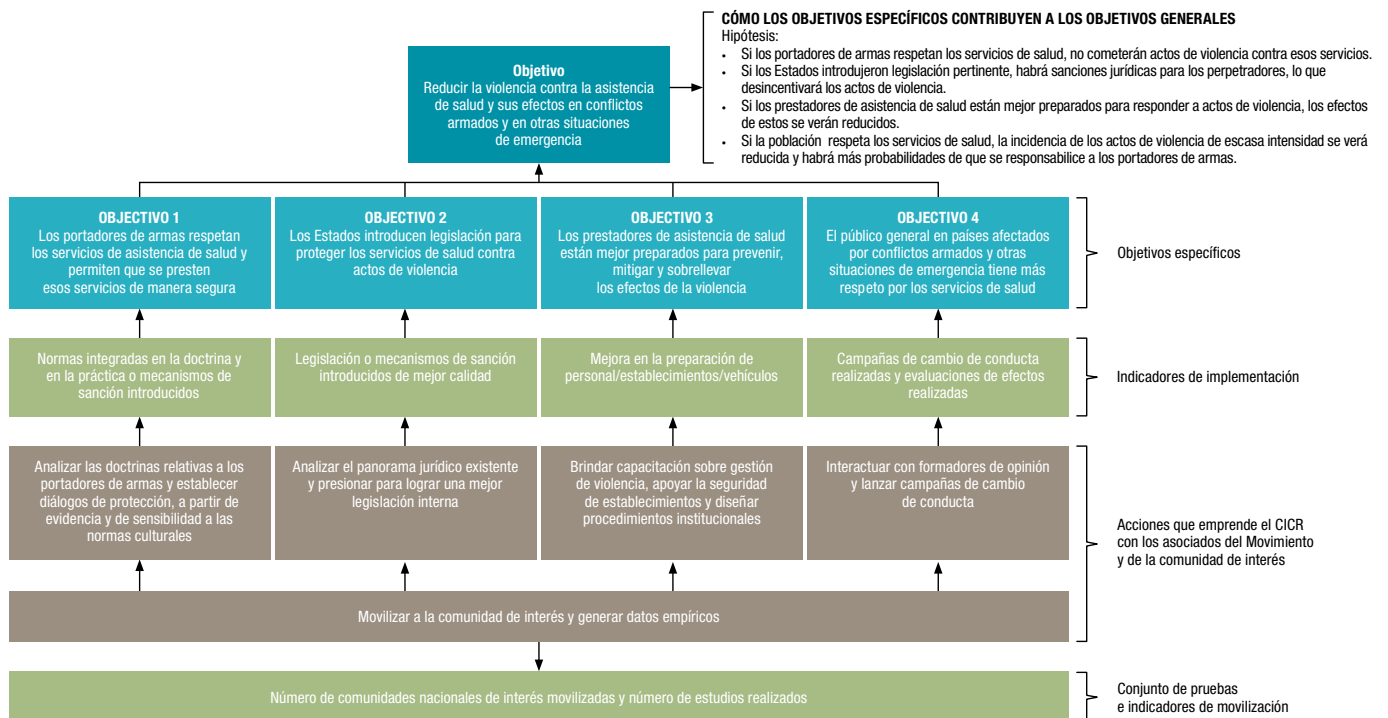 CÓMO LOS OBJETIVOS ESPECÍFICOS CONTRIBUYEN A LOS OBJETIVOS GENERALES
Hipótesis:
• Si los portadores de armas respetan los servicios de salud, no cometerán actos de violencia contra esos servicios.
• Si los Estados introdujeron legislación pertinente, habrá sanciones jurídicas para los perpetradores, lo que
desincentivará los actos de violencia.
• Si los prestadores de asistencia de salud están mejor preparados para responder a actos de violencia, los efectos
de estos se verán reducidos.
• Si la población respeta los servicios de salud, la incidencia de los actos de violencia de escasa intensidad se verá
reducida y habrá más probabilidades de que se responsabilice a los portadores de armas.
Objetivo
Reducir la violencia contra la asistencia
de salud y sus efectos en conflictos
armados y en otras situaciones
de emergencia
OBJECTIVO 1
Los portadores de armas respetan
los servicios de asistencia de salud y
permiten que se presten
esos servicios de manera segura
OBJECTIVO 2
Los Estados introducen legislación para
proteger los servicios de salud contra
actos de violencia
OBJECTIVO 3
Los prestadores de asistencia de salud
están mejor preparados para prevenir,
mitigar y sobrellevar
los efectos de la violencia
OBJECTIVO 4
El público general en países afectados
por conflictos armados y otras
situaciones de emergencia tiene más
respeto por los servicios de salud
Objetivos específicos
Normas integradas en la doctrina y
en la práctica o mecanismos de
sanción introducidos
Legislación o mecanismos de sanción
introducidos de mejor calidad
Mejora en la preparación de
personal/establecimientos/vehículos
Campañas de cambio de conducta
realizadas y evaluaciones de efectos
realizadas
Indicadores de implementación
Analizar las doctrinas relativas a los
portadores de armas y establecer
diálogos de protección, a partir de
evidencia y de sensibilidad a las
normas culturales
Analizar el panorama jurídico existente
y presionar para lograr una mejor
legislación interna
Brindar capacitación sobre gestión
de violencia, apoyar la seguridad
de establecimientos y diseñar
procedimientos institucionales
Interactuar con formadores de opinión
y lanzar campañas de cambio
de conducta
Acciones que emprende el CICR
con los asociados del Movimiento
y de la comunidad de interés
Movilizar a la comunidad de interés y generar datos empíricos
Número de comunidades nacionales de interés movilizadas y número de estudios realizados
Conjunto de pruebas
e indicadores de movilización